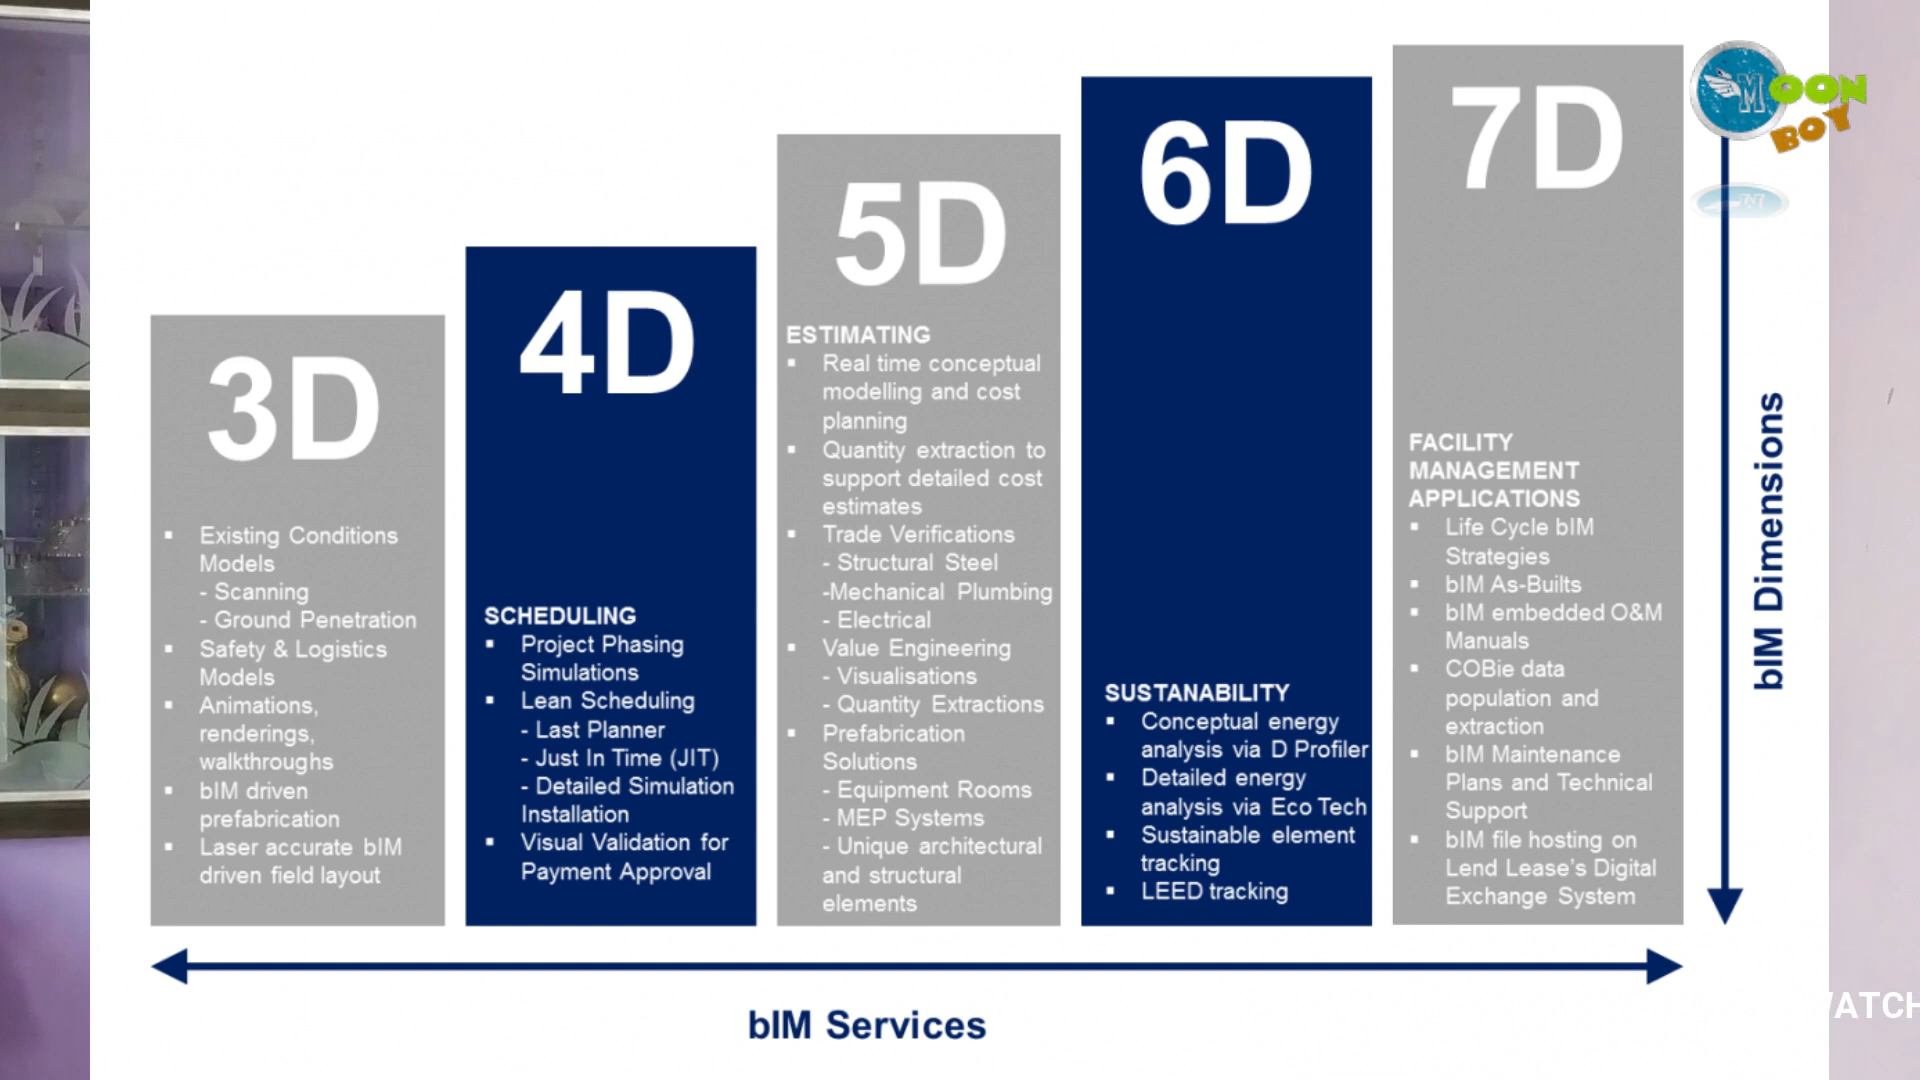 3D
▪ Existing Conditions
Models
- Scanning
- Ground Penetration
▪ Safety & Logistics
Models
▪ Animations,
renderings,
walkthroughs
▪ bIM driven
prefabrication
▪ Laser accurate bIM
driven field layout
4D
SCHEDULING
▪ Project Phasing
Simulations
▪ Lean Scheduling
- Last Planner
- Just In Time (JIT)
- Detailed Simulation
Installation
▪ Visual Validation for
Payment Approval
5D
ESTIMATING
▪ Real time conceptual
modelling and cost
planning
▪ Quantity extraction to
support detailed cost
estimates
▪ Trade Verifications
- Structural Steel
-Mechanical Plumbing
- Electrical
▪ Value Engineering
- Visualisations
- Quantity Extractions
▪ Prefabrication
Solutions
- Equipment Rooms
- MEP Systems
- Unique architectural
and structural
elements
6D
SUSTANABILITY
▪ Conceptual energy
analysis via D Profiler
▪ Detailed energy
analysis via Eco Tech
▪ Sustainable element
tracking
▪ LEED tracking
7D
FACILITY
MANAGEMENT
APPLICATIONS
▪ Life Cycle bIM
Strategies
▪ bIM As-Builts
▪ bIM embedded O&M
Manuals
▪ COBie data
population and
extraction
▪ bIM Maintenance
Plans and Technical
Support
▪ bIM file hosting on
Lend Lease's Digital
Exchange System
MOON
BOY
bIM Dimensions
bIM Services
WATCH